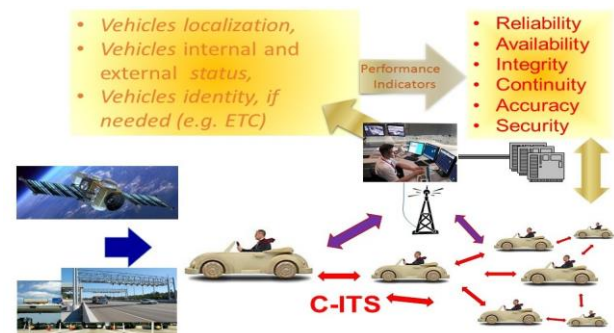 • Vehicles localization,
• Vehicles internal and
external status,
• Vehicles identity, if
needed (e.g. ETC)
Performance
Indicators
• Reliability
• Availability
• Integrity
• Continuity
• Accuracy
• Security
C-ITS